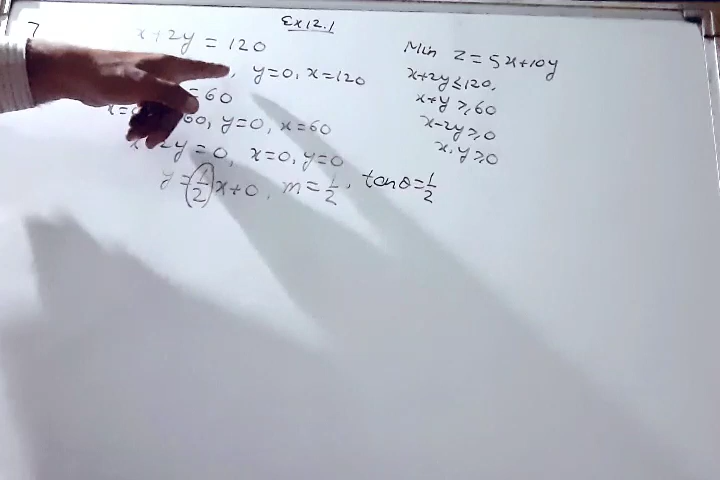 Ex 12.1
7
x+2y = 120
, y=0, x=120
=60
60, y=0, x=60
2y = 0, x=0, y=0
y = 1/2 x+0, m = 1/2, tanθ = 1/2
Min Z = 5x+10y
x+2y ≤ 120,
x+y ≥ 60
x-2y ≥ 0
x, y ≥ 0